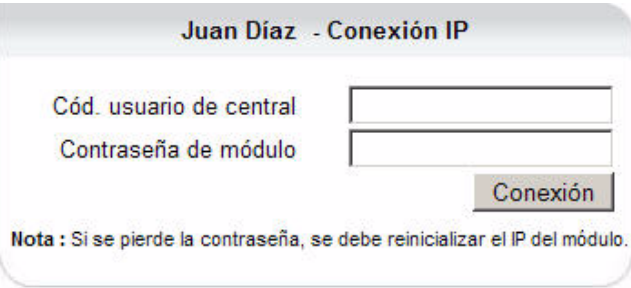 Juan Díaz - Conexión IP
Cód. usuario de central
Contraseña de módulo
Conexión
Nota : Si se pierde la contraseña, se debe reinicializar el IP del módulo.